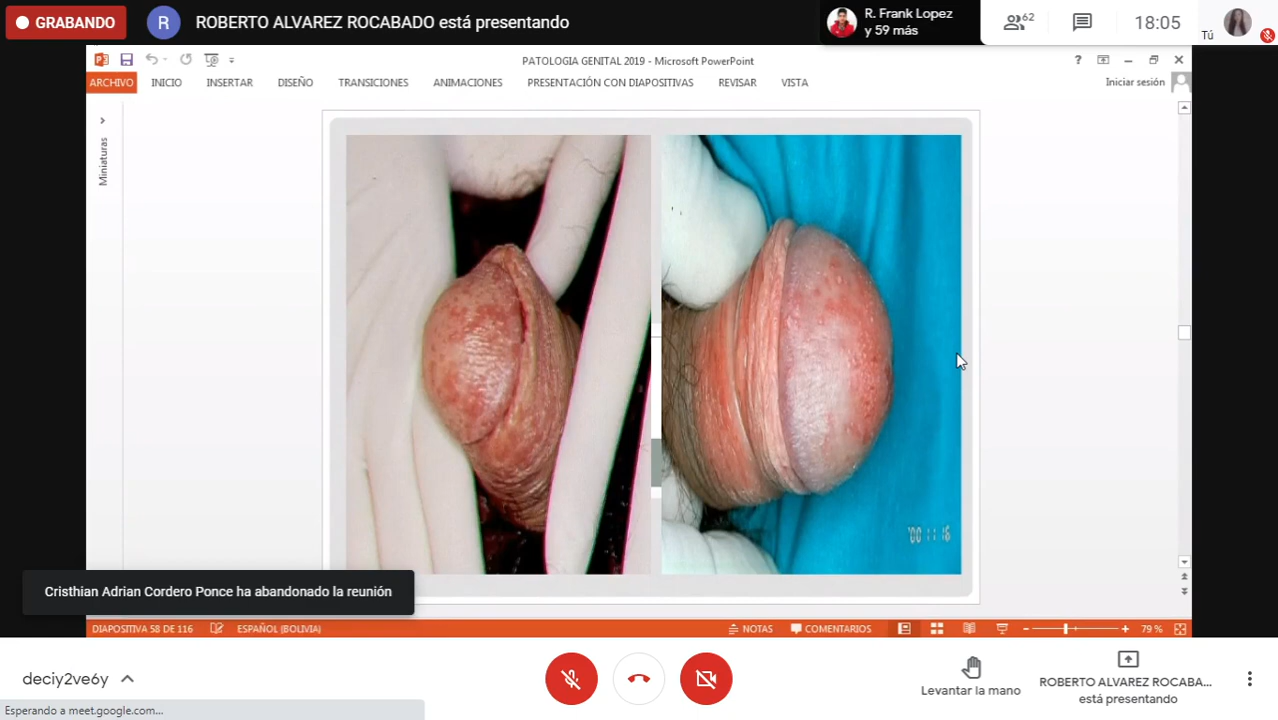 GRABANDO
R
ROBERTO ALVAREZ ROCABADO está presentando
R. Frank Lopez
y 59 más
62
18:05
Tú
PATOLOGIA GENITAL 2019 - Microsoft PowerPoint
?
ARCHIVO INICIO INSERTAR DISEÑO TRANSICIONES ANIMACIONES PRESENTACIÓN CON DIAPOSITIVAS REVISAR VISTA Iniciar sesión
Miniaturas
'00 11 16
Cristhian Adrian Cordero Ponce ha abandonado la reunión
DIAPOSITIVA 58 DE 116 ESPAÑOL (BOLIVIA) NOTAS COMENTARIOS 79 %
deciy2ve6y
Levantar la mano
ROBERTO ALVAREZ ROCABA...
está presentando
Esperando a meet.google.com...